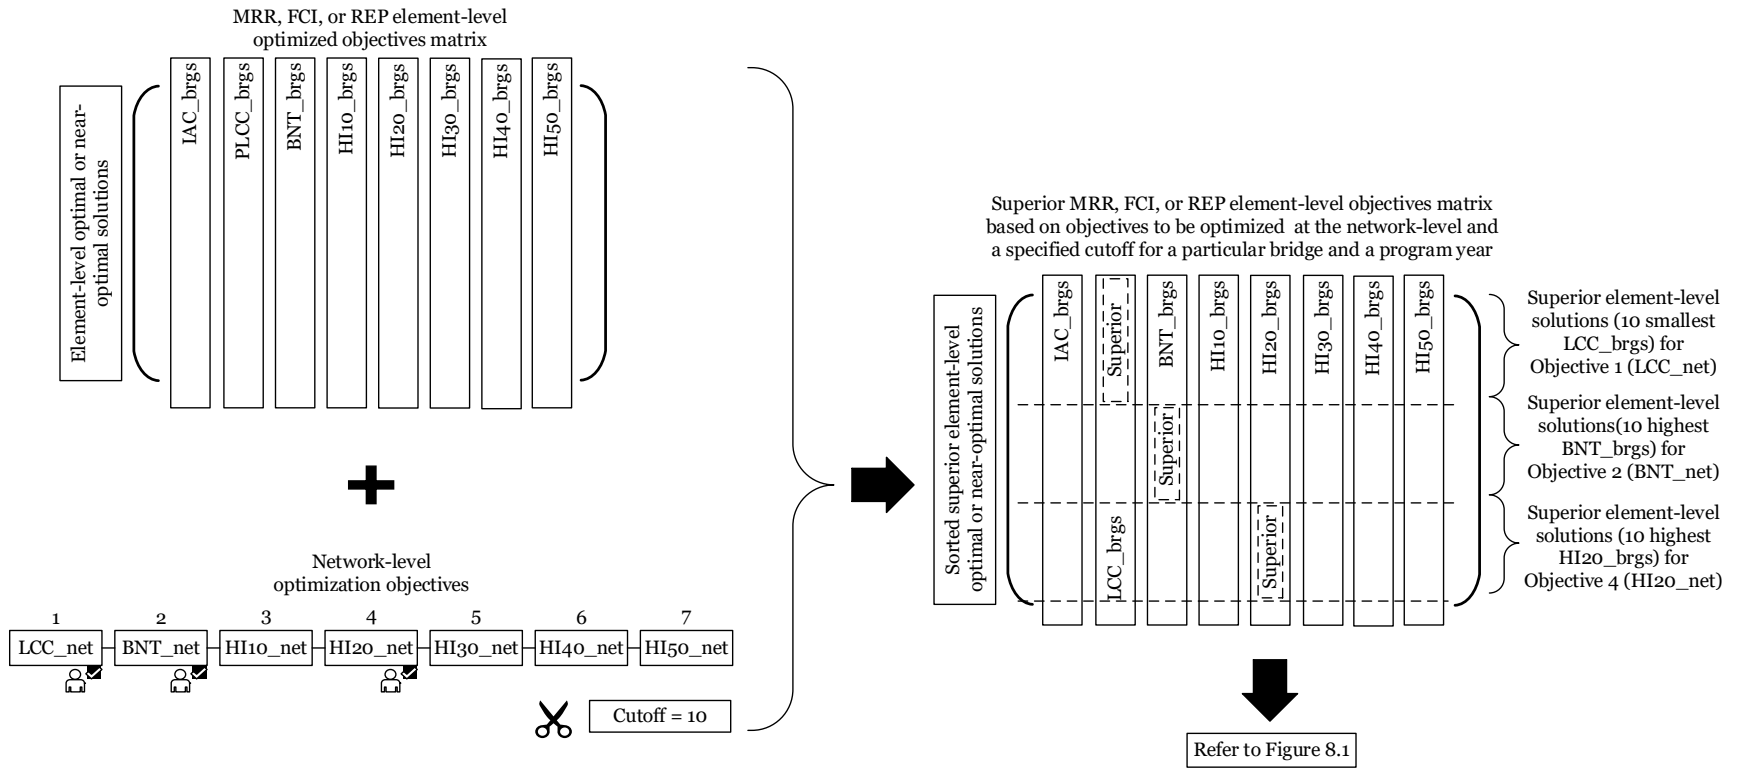 MRR, FCI, or REP element-level
optimized objectives matrix
Element-level optimal or near-
optimal solutions
IAC_brgs
PLCC_brgs
BNT_brgs
HI10_brgs
HI20_brgs
HI30_brgs
HI40_brgs
HI50_brgs
Network-level
optimization objectives
1
2
3
4
5
6
7
LCC_net
BNT_net
HI10_net
HI20_net
HI30_net
HI40_net
HI50_net
Cutoff = 10
Superior MRR, FCI, or REP element-level objectives matrix
based on objectives to be optimized at the network-level and
a specified cutoff for a particular bridge and a program year
Sorted superior element-level
optimal or near-optimal solutions
IAC_brgs
Superior
BNT_brgs
HI10_brgs
HI20_brgs
HI30_brgs
HI40_brgs
HI50_brgs
Superior
LCC_brgs
Superior
Superior element-level
solutions (10 smallest
LCC_brgs) for
Objective 1 (LCC_net)
Superior element-level
solutions(10 highest
BNT_brgs) for
Objective 2 (BNT_net)
Superior element-level
solutions (10 highest
HI20_brgs) for
Objective 4 (HI20_net)
Refer to Figure 8.1